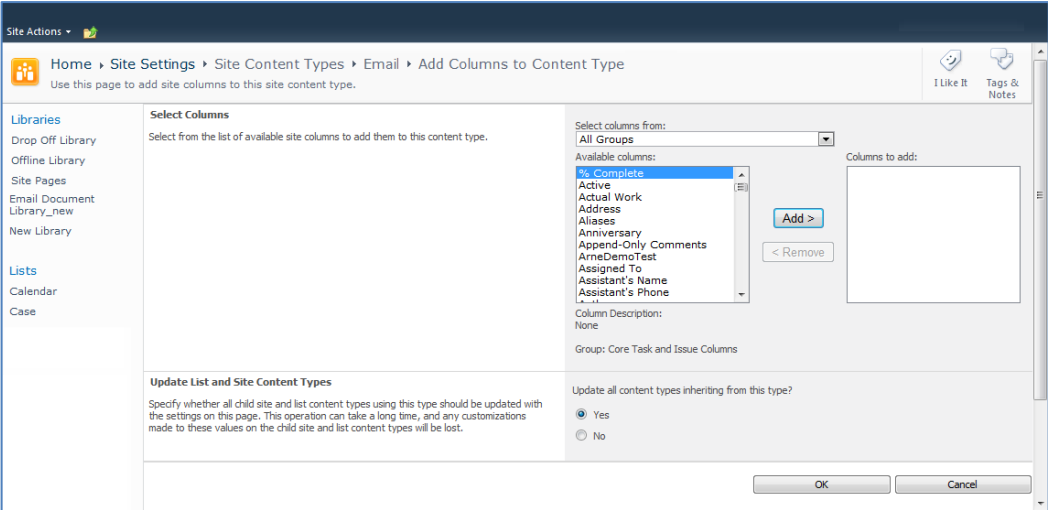 Site Actions
Home ▸ Site Settings ▸ Site Content Types ▸ Email ▸ Add Columns to Content Type
Use this page to add site columns to this site content type.
I Like It
Tags &
Notes
Libraries
Drop Off Library
Offline Library
Site Pages
Email Document
Library_new
New Library
Lists
Calendar
Case
Select Columns
Select from the list of available site columns to add them to this content type.
Select columns from:
All Groups
Available columns:
% Complete
Active
Actual Work
Address
Aliases
Anniversary
Append-Only Comments
ArneDemoTest
Assigned To
Assistant's Name
Assistant's Phone
Add >
< Remove
Columns to add:
Column Description:
None
Group: Core Task and Issue Columns
Update List and Site Content Types
Specify whether all child site and list content types using this type should be updated with
the settings on this page. This operation can take a long time, and any customizations
made to these values on the child site and list content types will be lost.
Update all content types inheriting from this type?
Yes
No
OK
Cancel